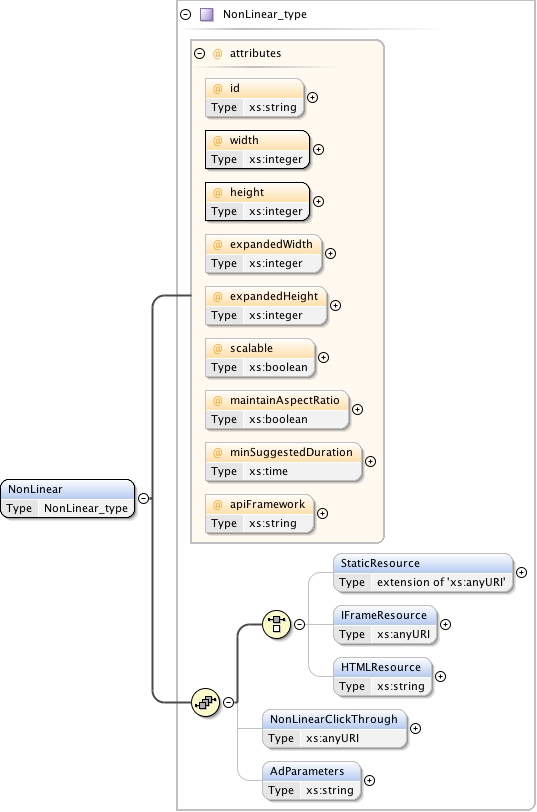 NonLinear_type
@ attributes
@ id
Type xs:string
@ width
Type xs:integer
@ height
Type xs:integer
@ expandedWidth
Type xs:integer
@ expandedHeight
Type xs:integer
@ scalable
Type xs:boolean
@ maintainAspectRatio
Type xs:boolean
@ minSuggestedDuration
Type xs:time
@ apiFramework
Type xs:string
NonLinear
Type NonLinear_type
StaticResource
Type extension of 'xs:anyURI'
IFrameResource
Type xs:anyURI
HTMLResource
Type xs:string
NonLinearClickThrough
Type xs:anyURI
AdParameters
Type xs:string